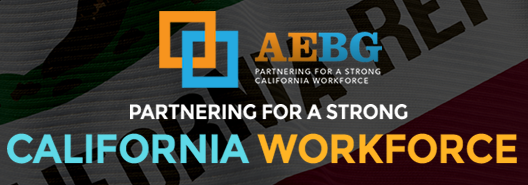 AEBG
PARTNERING FOR A STRONG
CALIFORNIA WORKFORCE
PARTNERING FOR A STRONG
CALIFORNIA WORKFORCE